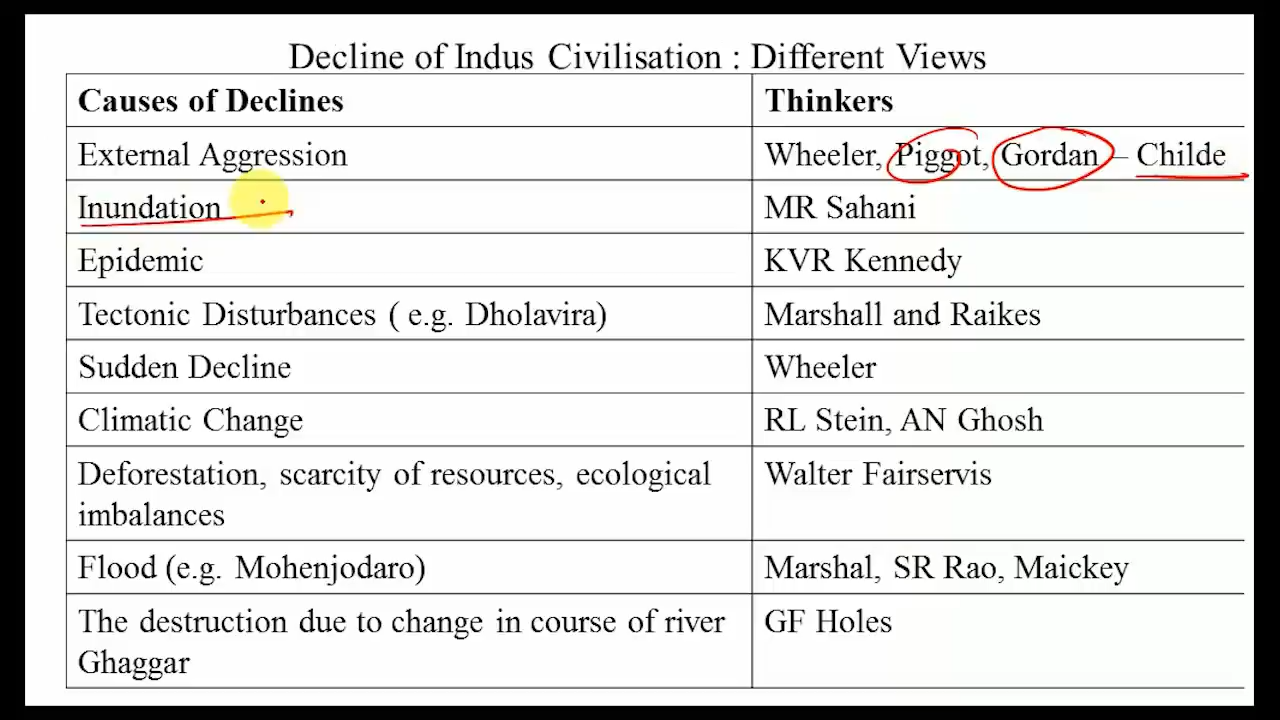 Decline of Indus Civilisation : Different Views
Causes of Declines Thinkers
External Aggression Wheeler, Piggot, Gordan – Childe
Inundation MR Sahani
Epidemic KVR Kennedy
Tectonic Disturbances ( e.g. Dholavira) Marshall and Raikes
Sudden Decline Wheeler
Climatic Change RL Stein, AN Ghosh
Deforestation, scarcity of resources, ecological Walter Fairservis
imbalances
Flood (e.g. Mohenjodaro) Marshal, SR Rao, Maickey
The destruction due to change in course of river GF Holes
Ghaggar